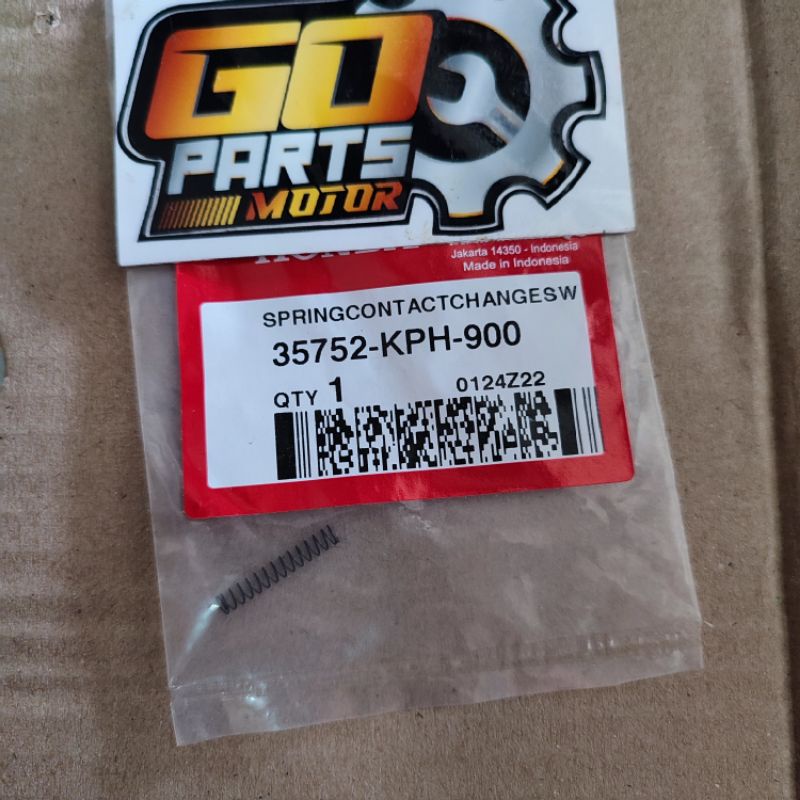 GO
PARTS
MOTOR
Jakarta 14350 - Indonesia
Made in Indonesia
SPRINGCONTACTCHANGESW
35752-KPH-900
QTY 1 0124Z22